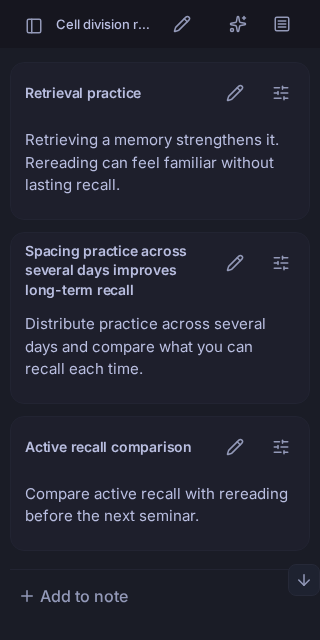 Cell division r...
Retrieval practice
Retrieving a memory strengthens it.
Rereading can feel familiar without
lasting recall.
Spacing practice across
several days improves
long-term recall
Distribute practice across several
days and compare what you can
recall each time.
Active recall comparison
Compare active recall with rereading
before the next seminar.
Add to note